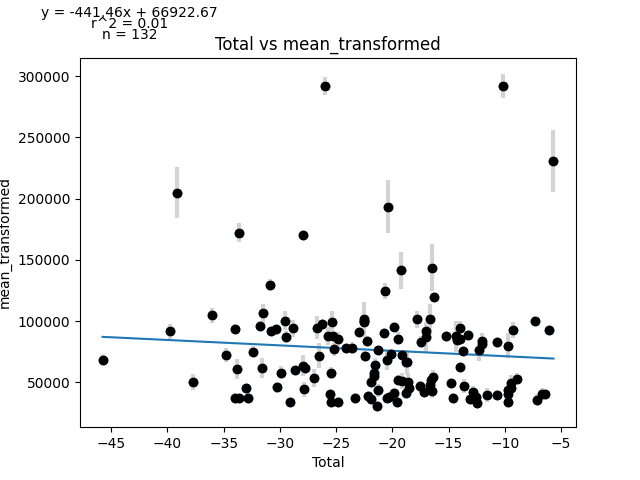 y = -441.46x + 66922.67
r^2 = 0.01
n = 132
Total vs mean_transformed
300000
250000
200000
150000
100000
50000
mean_transformed
−45 −40 −35 −30 −25 −20 −15 −10 −5
Total